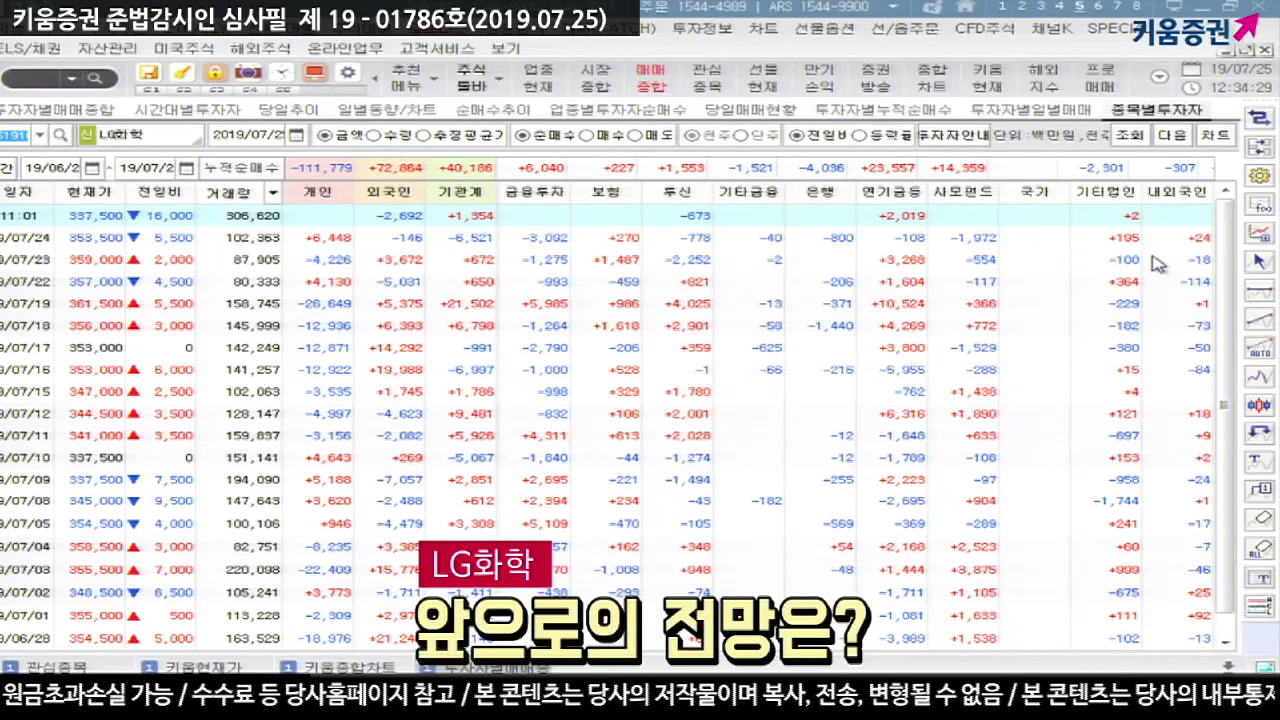 키움증권 준법감시인 심사필 제 19 - 01786호(2019.07.25)
주문 1544-4989 | ARS 1544-9900
1 2 3 4 5 6 7 8
투자정보 차트 선물옵션 선/옵주문 CFD주식 채널K SPECI
키움증권
ELS/채권 자산관리 미국주식 해외주식 온라인업무 고객서비스 보기
추천 주식 업종 시장 매매 관심 선물 만기 증권 종합 키움 해외 프로 19/07/25
메뉴 툴바 현재 종합 종합 종목 현재 손익 방송 차트 현재 지수 매매 12:34:29
투자자별매매종합 시간대별투자자 당일추이 일별동향/차트 순매수추이 업종별투자자순매수 당일매매현황 투자자별누적순매수 투자자별일별매매 종목별투자자
신 LG화학 2019/07/25 금액 수량 수정평균가 순매수 매수 매도 천주 단주 전일비 등락률 투자자안내 단위:백만원,천주 조회 다음 차트
간 19/06/2 - 19/07/2 누적순매수 -111,779 +72,864 +40,186 +6,040 +227 +1,553 -1,521 -4,036 +23,557 +14,359 -2,301 -307
일자 현재가 전일비 거래량 개인 외국인 기관계 금융투자 보험 투신 기타금융 은행 연기금등 사모펀드 국가 기타법인 내외국인
11:01 337,500 ▼ 16,000 306,620 -2,692 +1,354 -673 +2,019 +2
9/07/24 353,500 ▼ 5,500 102,363 +6,448 -146 -6,521 -3,092 +270 -778 -40 -800 -108 -1,972 +195 +24
9/07/23 359,000 ▲ 2,000 87,905 -4,226 +3,672 +672 -1,275 +1,487 -2,252 -2 +3,268 -554 -100 -18
9/07/22 357,000 ▼ 4,500 80,333 +4,130 -5,031 +650 -993 -459 +821 -206 +1,604 -117 +364 -114
9/07/19 361,500 ▲ 5,500 158,745 -26,649 +5,375 +21,502 +5,985 +986 +4,025 -13 -371 +10,524 +366 -229 +1
9/07/18 356,000 ▲ 3,000 145,999 -12,936 +6,393 +6,798 -1,264 +1,618 +2,901 -58 -1,440 +4,269 +772 -182 -73
9/07/17 353,000 0 142,249 -12,871 +14,292 -991 -2,790 -206 +359 -625 +3,800 -1,529 -380 -50
9/07/16 353,000 ▲ 6,000 141,257 -12,922 +19,988 -6,997 -1,000 +528 -1 -66 -216 -5,955 -288 +15 -84
9/07/15 347,000 ▲ 2,500 102,063 -3,535 +1,745 +1,786 -998 +329 +1,780 -762 +1,438 +4
9/07/12 344,500 ▲ 3,500 128,147 -4,997 -4,623 +9,481 -832 +106 +2,001 +6,316 +1,890 +121 +18
9/07/11 341,000 ▲ 3,500 159,837 -3,156 -2,082 +5,926 +4,311 +613 +2,028 -12 -1,648 +633 -697 +9
9/07/10 337,500 0 151,141 +4,643 +269 -5,067 -1,840 -44 -1,274 -12 -1,789 -108 +153 +2
9/07/09 337,500 ▼ 7,500 194,090 +5,188 -7,057 +2,851 +2,695 -221 -1,494 -255 +2,223 -97 -958 -24
9/07/08 345,000 ▼ 9,500 147,643 +3,620 -2,488 +612 +2,394 +234 -43 -182 -2,695 +904 -1,744 +1
9/07/05 354,500 ▼ 4,000 100,106 +946 -4,479 +3,308 +5,109 -470 -105 -569 -369 -289 +241 -17
9/07/04 358,500 ▲ 3,000 82,751 -8,235 +3,385 57 +162 +348 +54 +2,168 +2,523 +60 -7
9/07/03 355,500 ▲ 7,000 220,098 -22,409 +15,77 70 -1,008 +948 -48 +1,444 +3,875 +999 -46
9/07/02 348,500 ▼ 6,500 105,241 +3,773 -1,711 -1,411 -438 -293 -74 -1,711 +1,105 -675 +25
9/07/01 355,000 ▲ 500 113,228 -2,309 +2,97 +111 +92
9/06/28 354,500 ▲ 5,000 163,529 -18,976 +21,24 -3,989 +1,538 -102 -13
LG화학
앞으로의 전망은?
1 관심종목 1 키움현재가 1 키움종합차트 투자자별매매종
원금초과손실 가능 / 수수료 등 당사홈페이지 참고 / 본 콘텐츠는 당사의 저작물이며 복사, 전송, 변형될 수 없음 / 본 콘텐츠는 당사의 내부통제